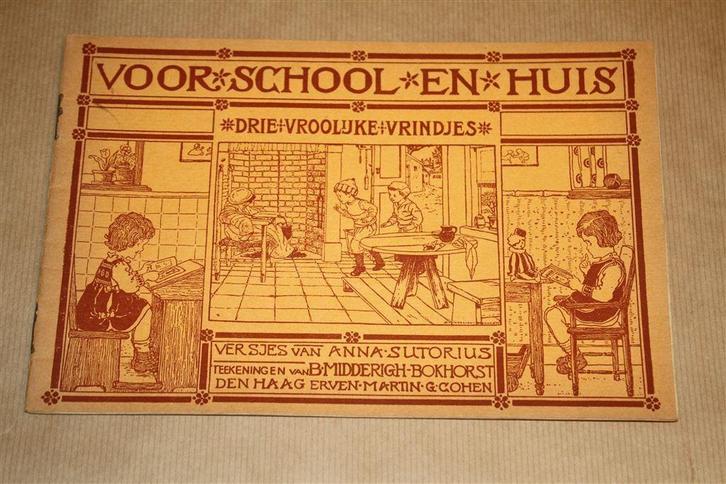 VOOR SCHOOL EN HUIS
DRIE VROOLIJKE VRINDJES
VERSJES VAN ANNA SUTORIUS
TEEKENINGEN VAN B. MIDDERIGH-BOKHORST
DEN HAAG ERVEN MARTIN G. COHEN